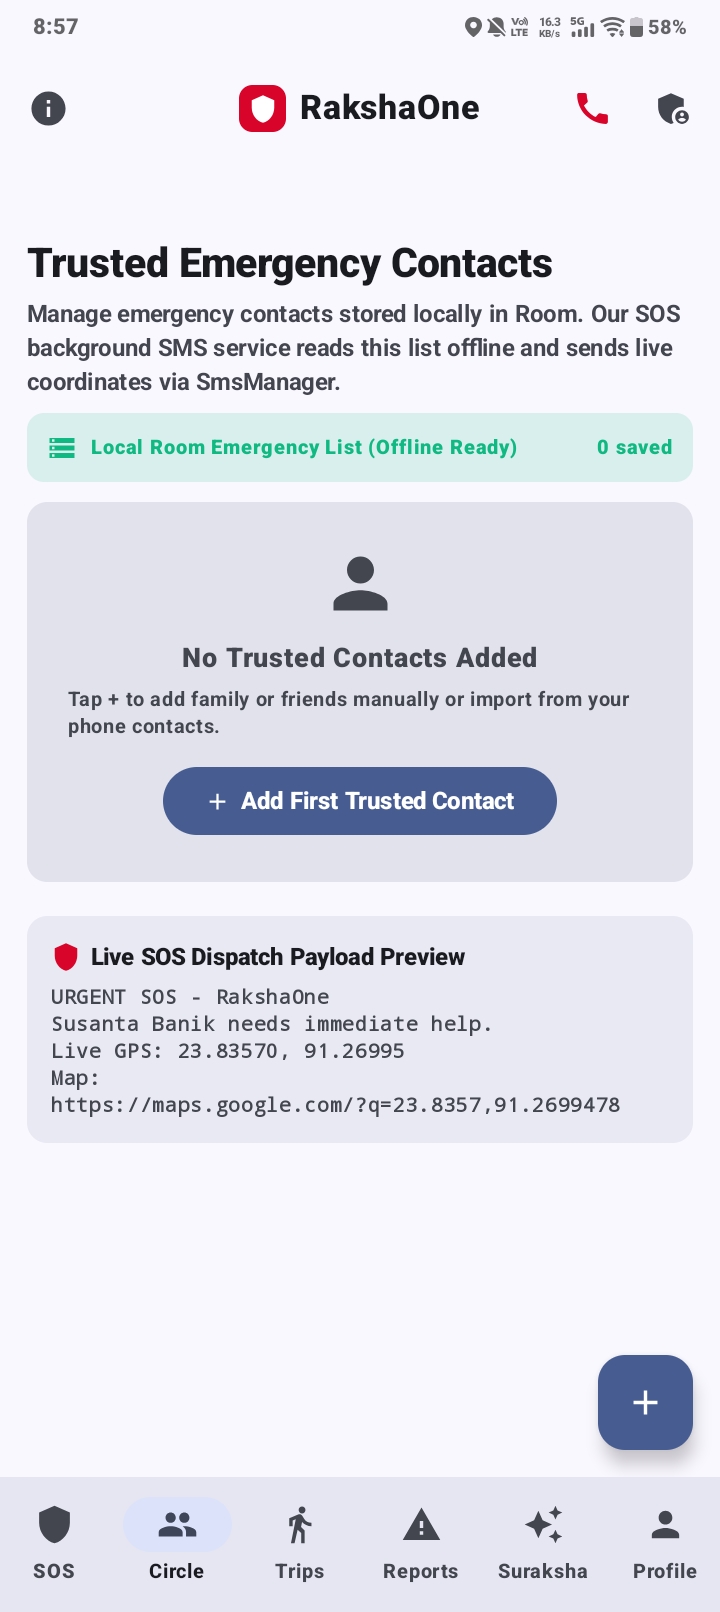 8:57
Vo) LTE
16.3 KB/s
5G
58%
RakshaOne
Trusted Emergency Contacts
Manage emergency contacts stored locally in Room. Our SOS
background SMS service reads this list offline and sends live
coordinates via SmsManager.
Local Room Emergency List (Offline Ready) 0 saved
No Trusted Contacts Added
Tap + to add family or friends manually or import from your
phone contacts.
+ Add First Trusted Contact
Live SOS Dispatch Payload Preview
URGENT SOS - RakshaOne
Susanta Banik needs immediate help.
Live GPS: 23.83570, 91.26995
Map:
https://maps.google.com/?q=23.8357,91.2699478
+
SOS Circle Trips Reports Suraksha Profile